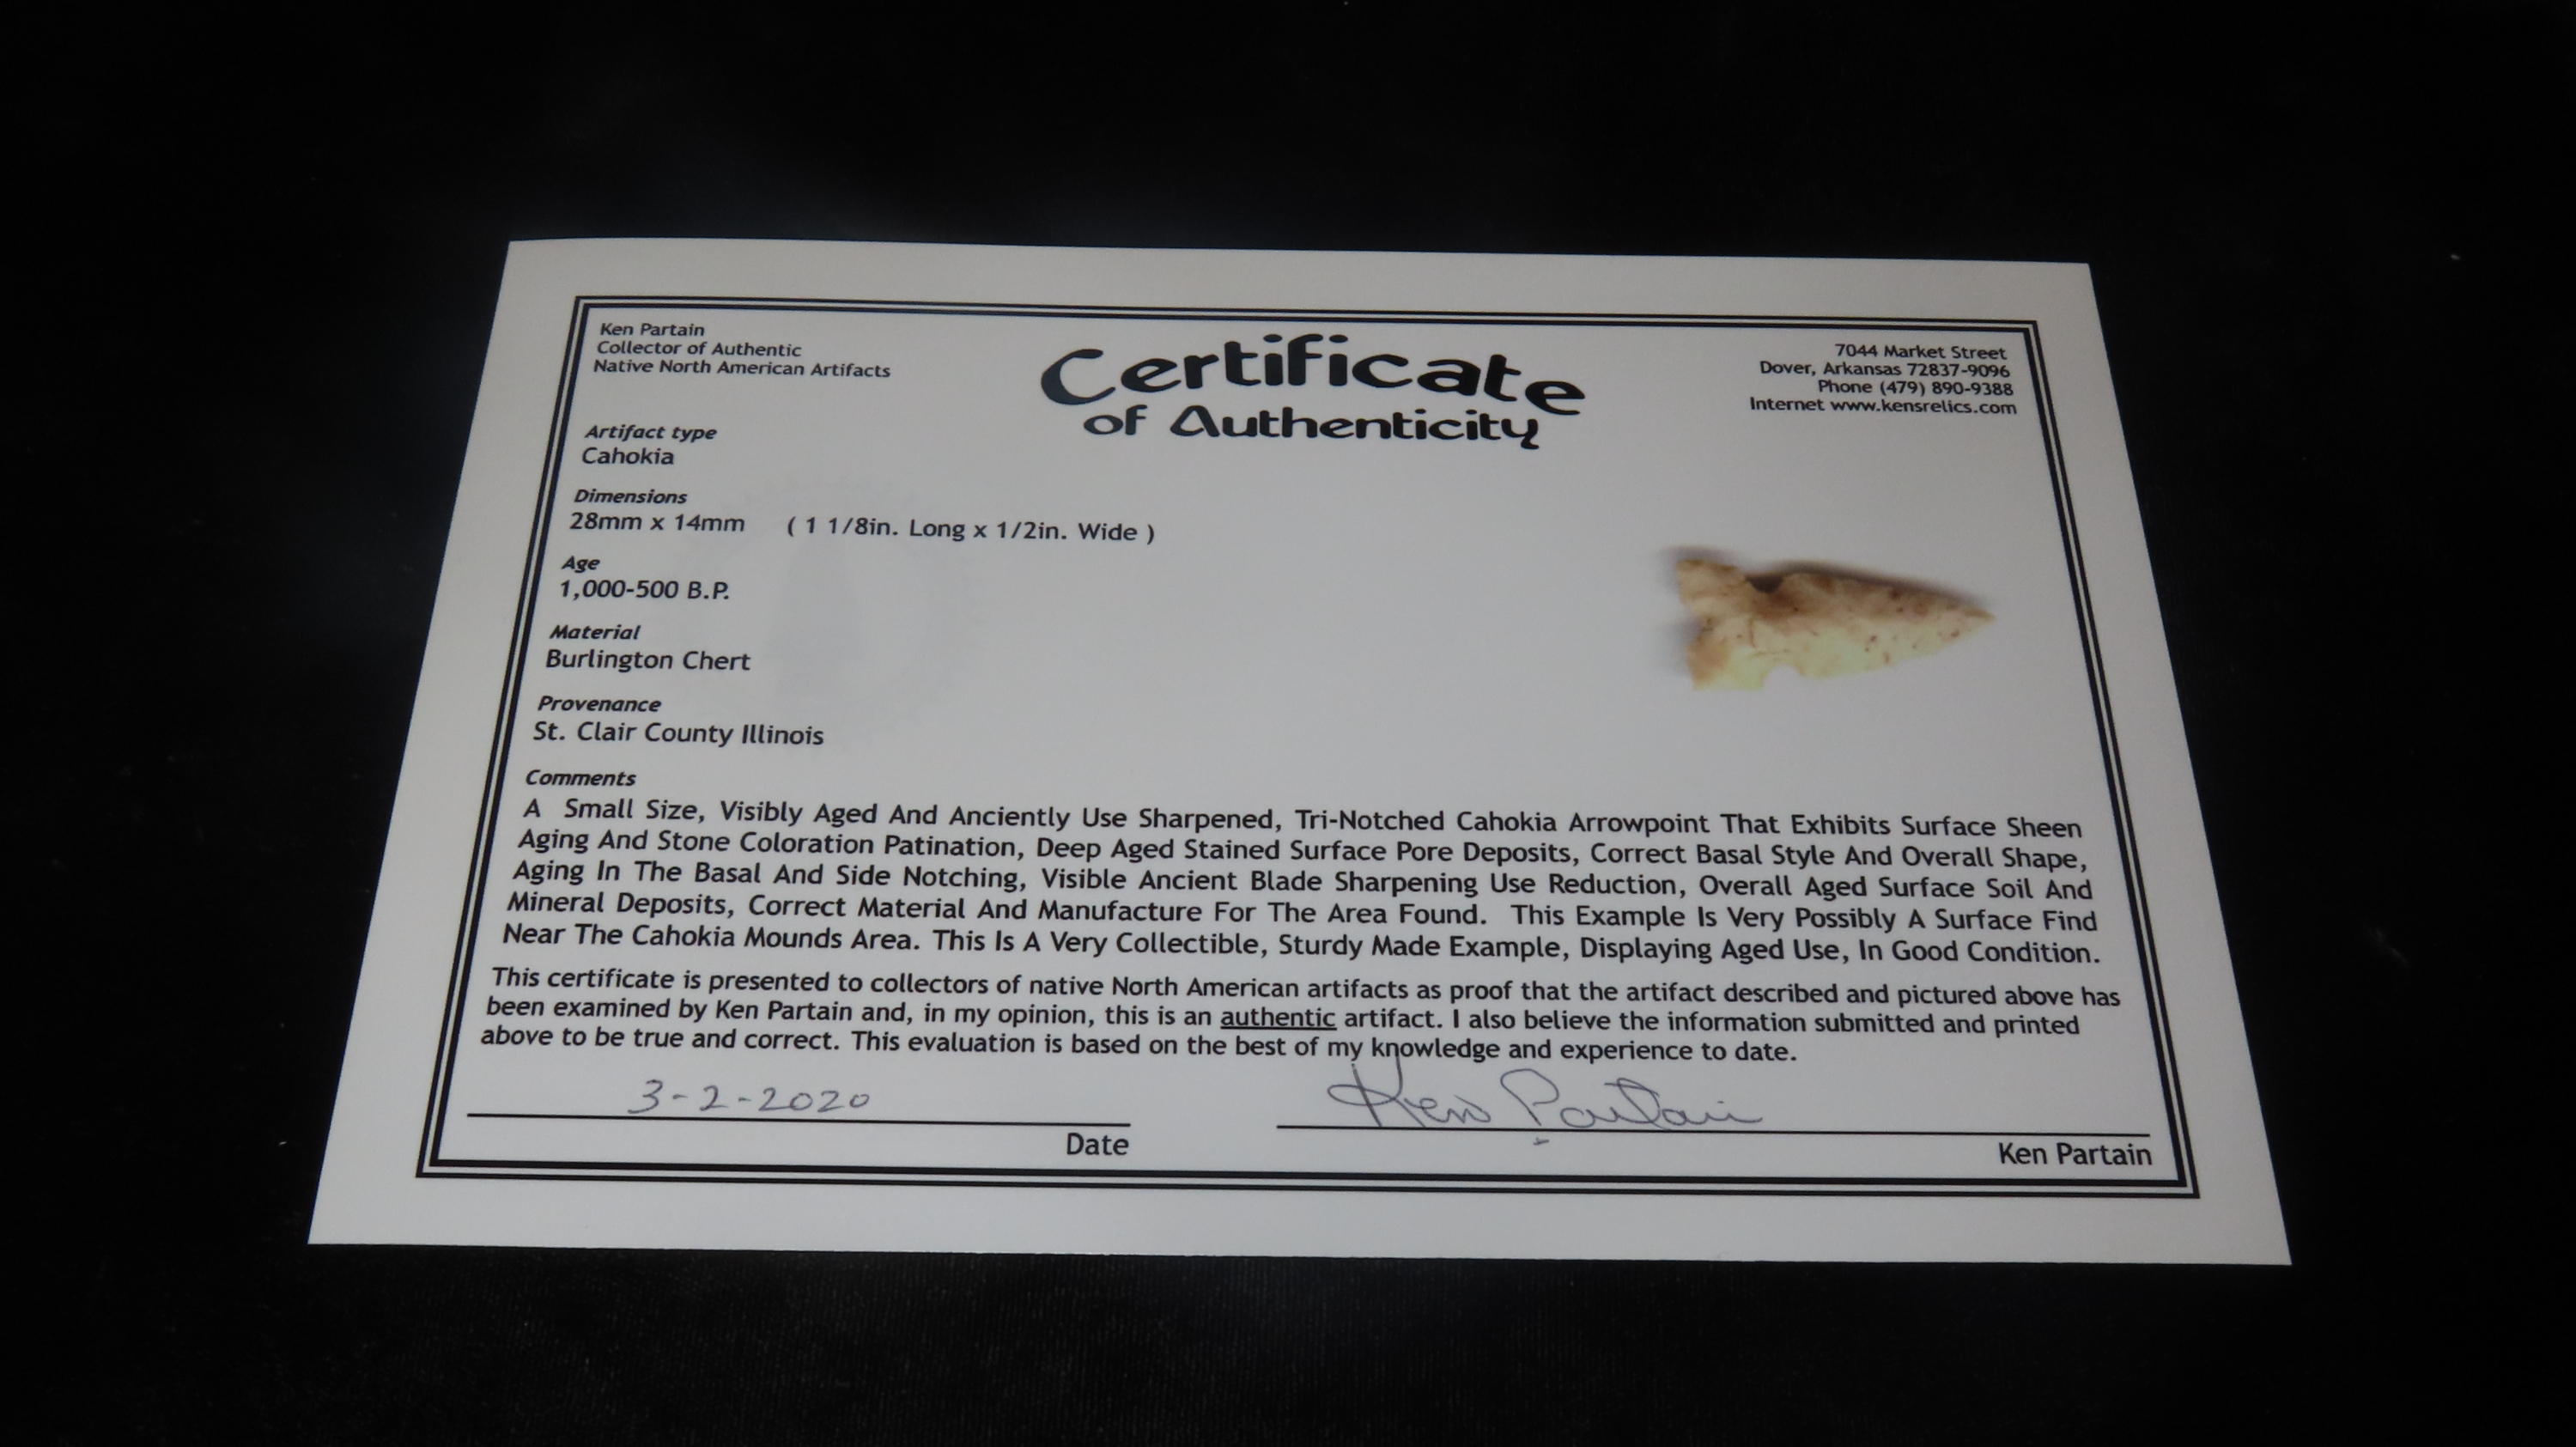 Ken Partain
Collector of Authentic
Native North American Artifacts
Certificate
of Authenticity
7044 Market Street
Dover, Arkansas 72837-9096
Phone (479) 890-9388
Internet www.kensrelics.com
Artifact type
Cahokia
Dimensions
28mm x 14mm ( 1 1/8in. Long x 1/2in. Wide )
Age
1,000-500 B.P.
Material
Burlington Chert
Provenance
St. Clair County Illinois
Comments
A Small Size, Visibly Aged And Anciently Use Sharpened, Tri-Notched Cahokia Arrowpoint That Exhibits Surface Sheen
Aging And Stone Coloration Patination, Deep Aged Stained Surface Pore Deposits, Correct Basal Style And Overall Shape,
Aging In The Basal And Side Notching, Visible Ancient Blade Sharpening Use Reduction, Overall Aged Surface Soil And
Mineral Deposits, Correct Material And Manufacture For The Area Found. This Example Is Very Possibly A Surface Find
Near The Cahokia Mounds Area. This Is A Very Collectible, Sturdy Made Example, Displaying Aged Use, In Good Condition.
This certificate is presented to collectors of native North American artifacts as proof that the artifact described and pictured above has
been examined by Ken Partain and, in my opinion, this is an authentic artifact. I also believe the information submitted and printed
above to be true and correct. This evaluation is based on the best of my knowledge and experience to date.
3-2-2020
Ken Partain
Date
Ken Partain